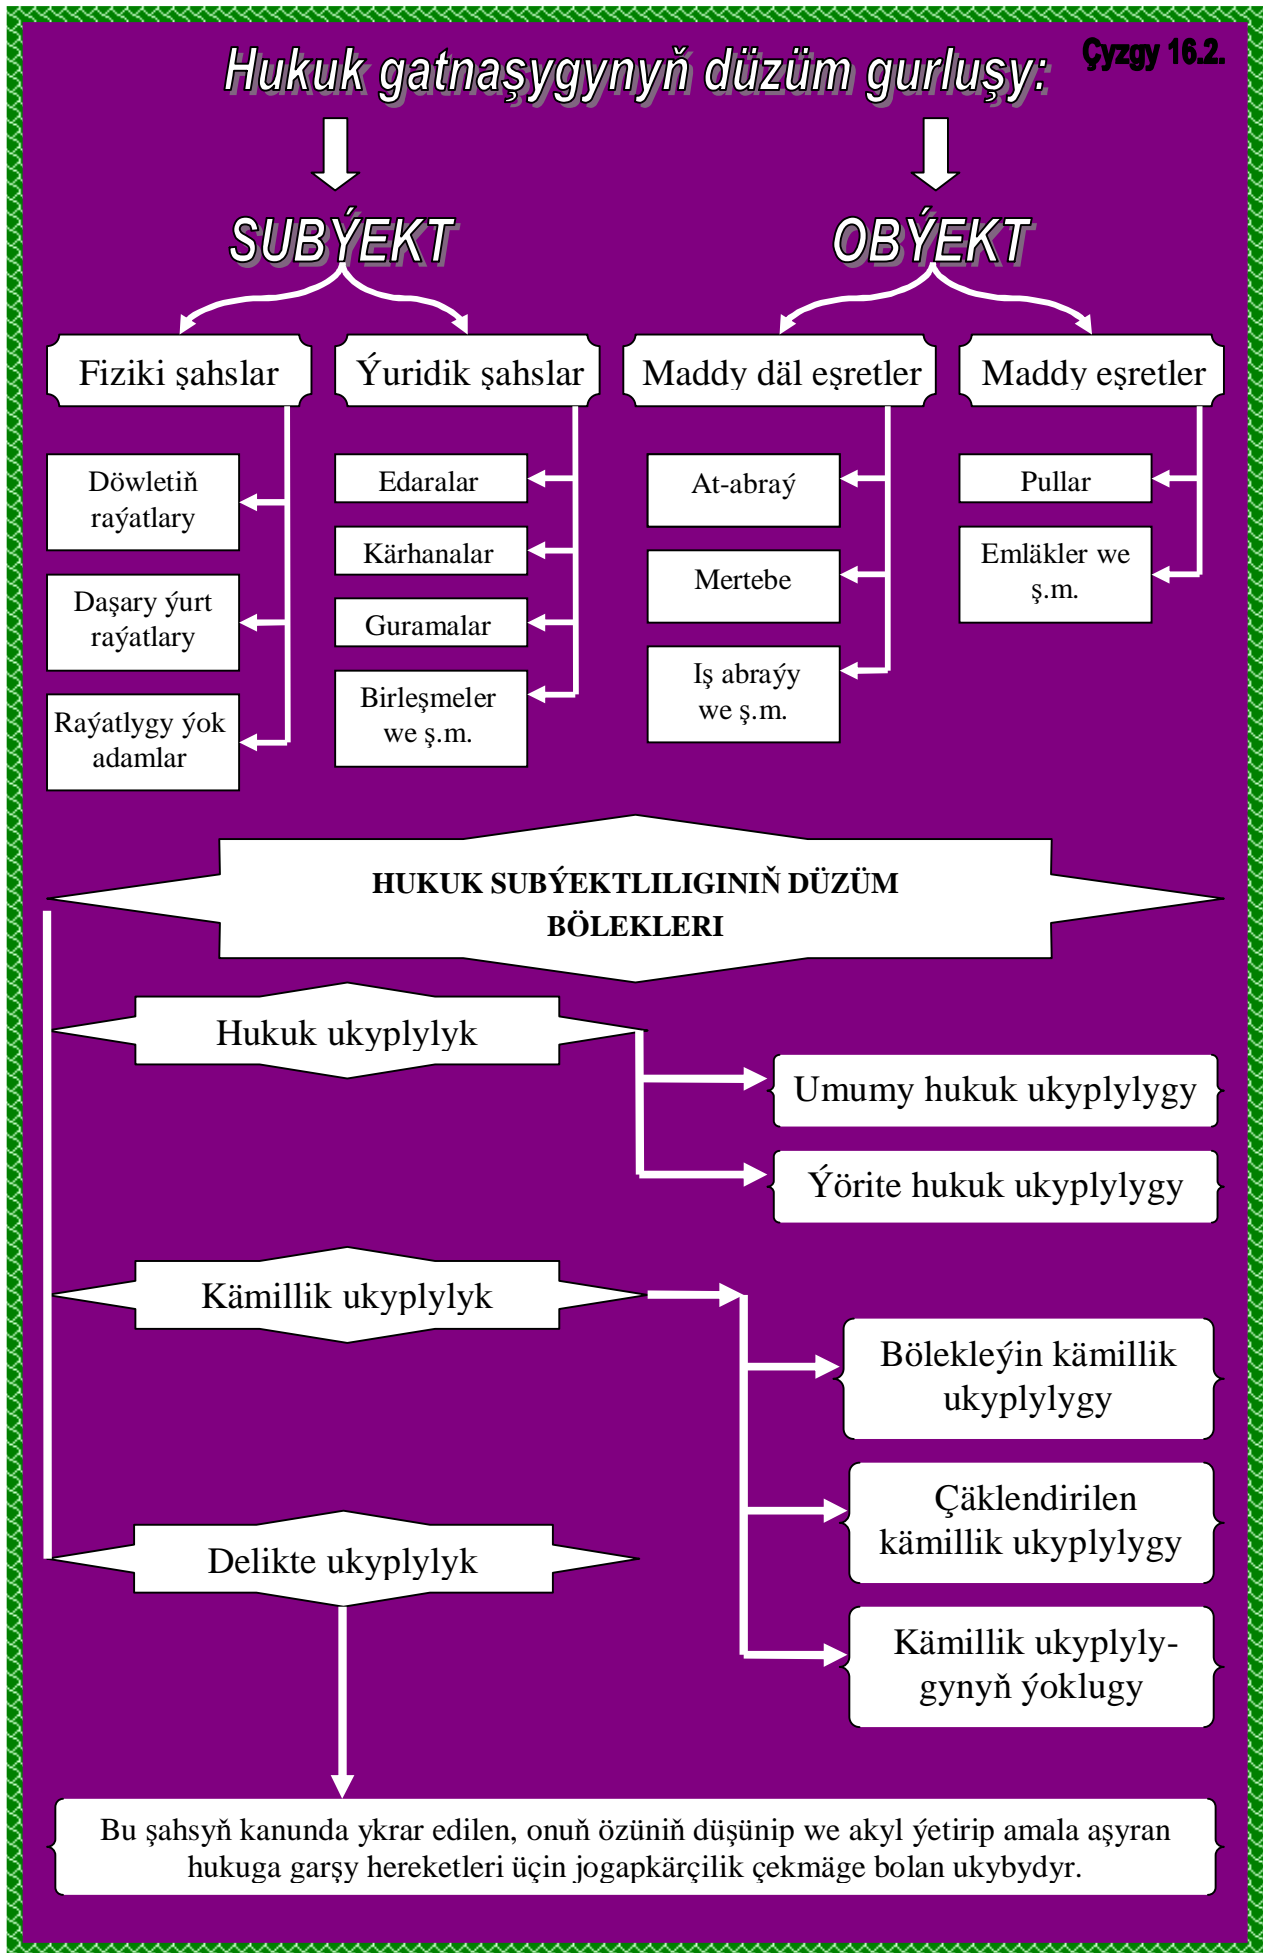 Çyzgy 16.2.
Hukuk gatnaşygynyň düzüm gurluşy:
SUBÝEKT
OBÝEKT
Fiziki şahslar
Ýuridik şahslar
Maddy däl eşretler
Maddy eşretler
Döwletiň
raýatlary
Daşary ýurt
raýatlary
Raýatlygy ýok
adamlar
Edaralar
Kärhanalar
Guramalar
Birleşmeler
we ş.m.
At-abraý
Mertebe
Iş abraýy
we ş.m.
Pullar
Emläkler we
ş.m.
HUKUK SUBÝEKTLILIGINIŇ DÜZÜM
BÖLEKLERI
Hukuk ukyplylyk
Umumy hukuk ukyplylygy
Ýörite hukuk ukyplylygy
Kämillik ukyplylyk
Bölekleýin kämillik
ukyplylygy
Çäklendirilen
kämillik ukyplylygy
Kämillik ukyplyly-
gynyň ýoklugy
Delikte ukyplylyk
Bu şahsyň kanunda ykrar edilen, onuň özüniň düşünip we akyl ýetirip amala aşyran
hukuga garşy hereketleri üçin jogapkärçilik çekmäge bolan ukybydyr.